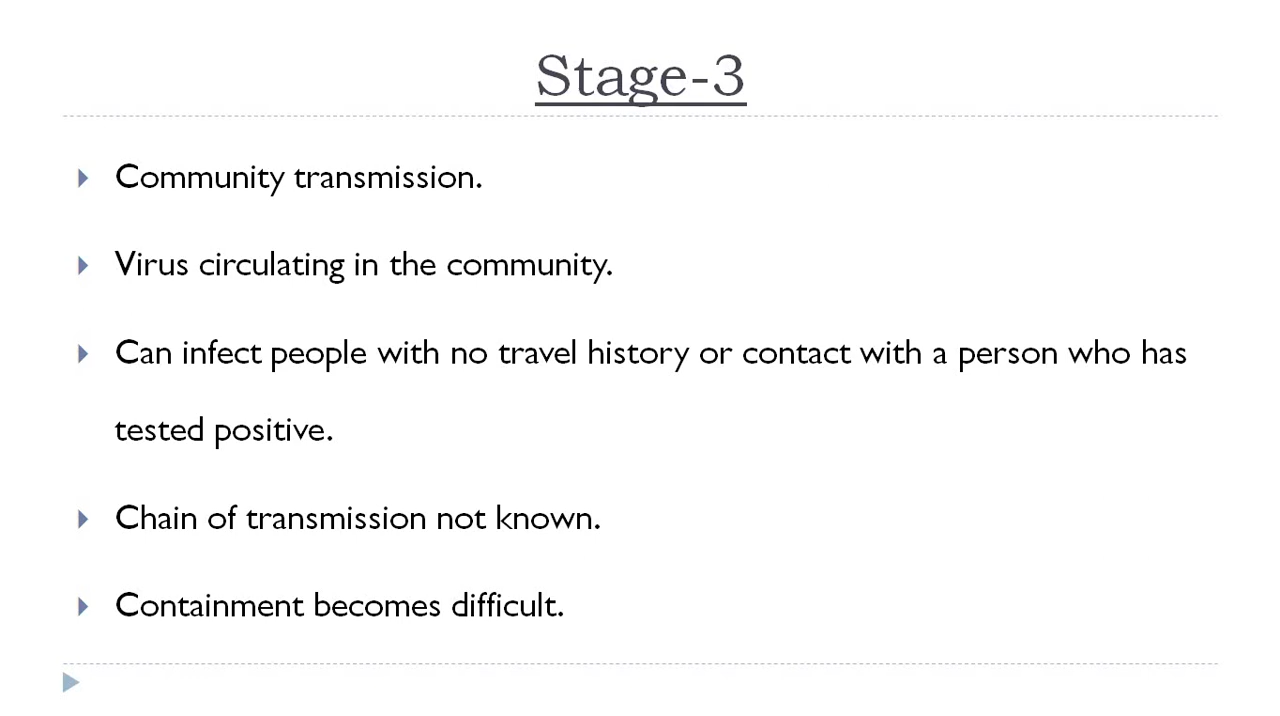 Stage-3
Community transmission.
Virus circulating in the community.
Can infect people with no travel history or contact with a person who has
tested positive.
Chain of transmission not known.
Containment becomes difficult.